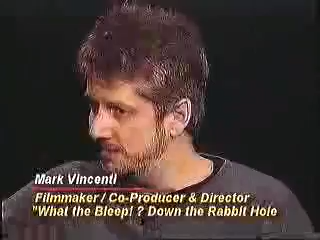 Mark Vincenti
Filmmaker / Co-Producer & Director
"What the Bleep! ? Down the Rabbit Hole